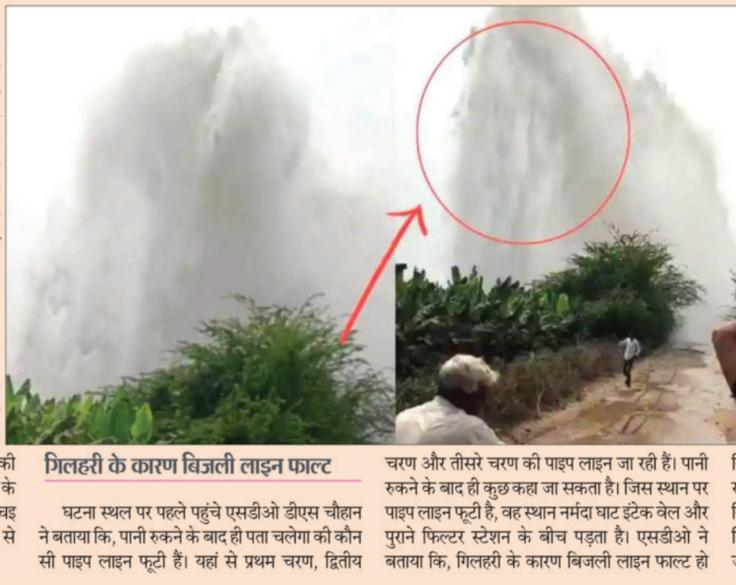 की
के
वइ
से
गिलहरी के कारण बिजली लाइन फाल्ट
घटना स्थल पर पहले पहुंचे एसडीओ डीएस चौहान
ने बताया कि, पानी रुकने के बाद ही पता चलेगा की कौन
सी पाइप लाइन फूटी हैं। यहां से प्रथम चरण, द्वितीय
चरण और तीसरे चरण की पाइप लाइन जा रही हैं। पानी
रुकने के बाद ही कुछ कहा जा सकता है। जिस स्थान पर
पाइप लाइन फूटी है, वह स्थान नर्मदा घाट इंटेक वेल और
पुराने फिल्टर स्टेशन के बीच पड़ता है। एसडीओ ने
बताया कि, गिलहरी के कारण बिजली लाइन फाल्ट हो